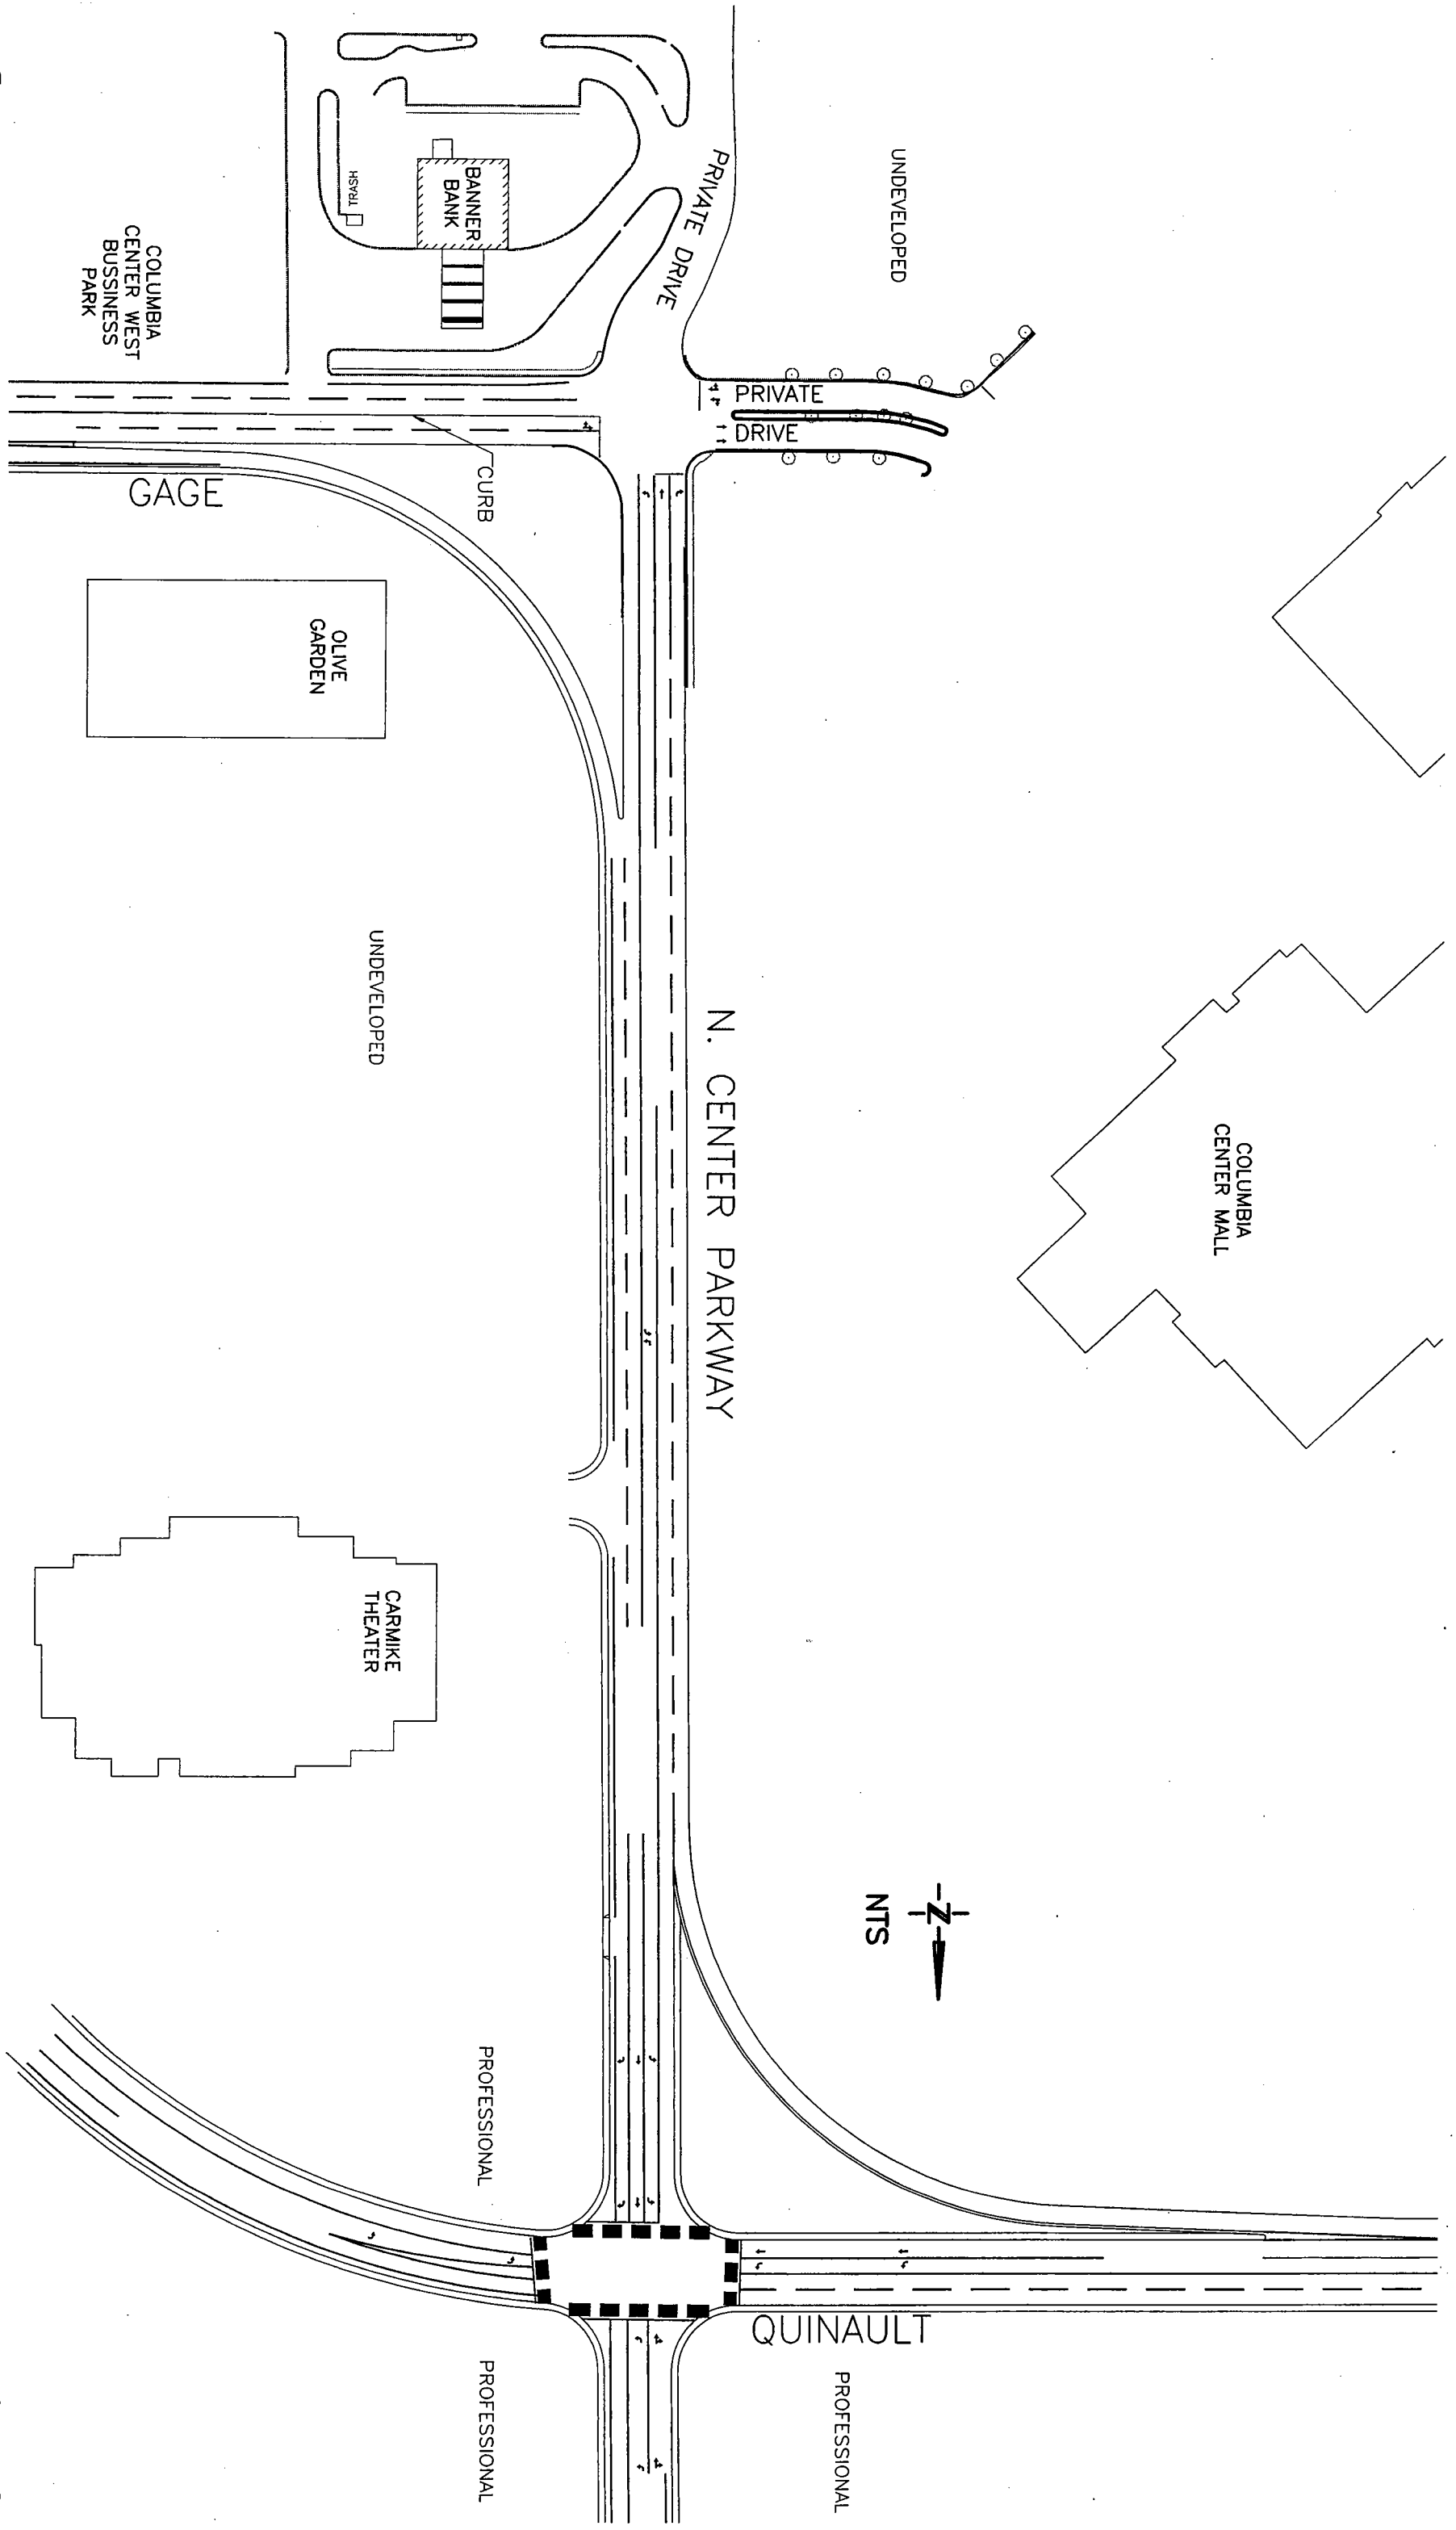 UNDEVELOPED
PRIVATE DRIVE
BANNER
BANK
TRASH
COLUMBIA
CENTER WEST
BUSSINESS
PARK
PRIVATE
DRIVE
CURB
GAGE
OLIVE
GARDEN
UNDEVELOPED
N. CENTER PARKWAY
COLUMBIA
CENTER MALL
CARMIKE
THEATER
N
NTS
PROFESSIONAL
QUINAULT
PROFESSIONAL
PROFESSIONAL